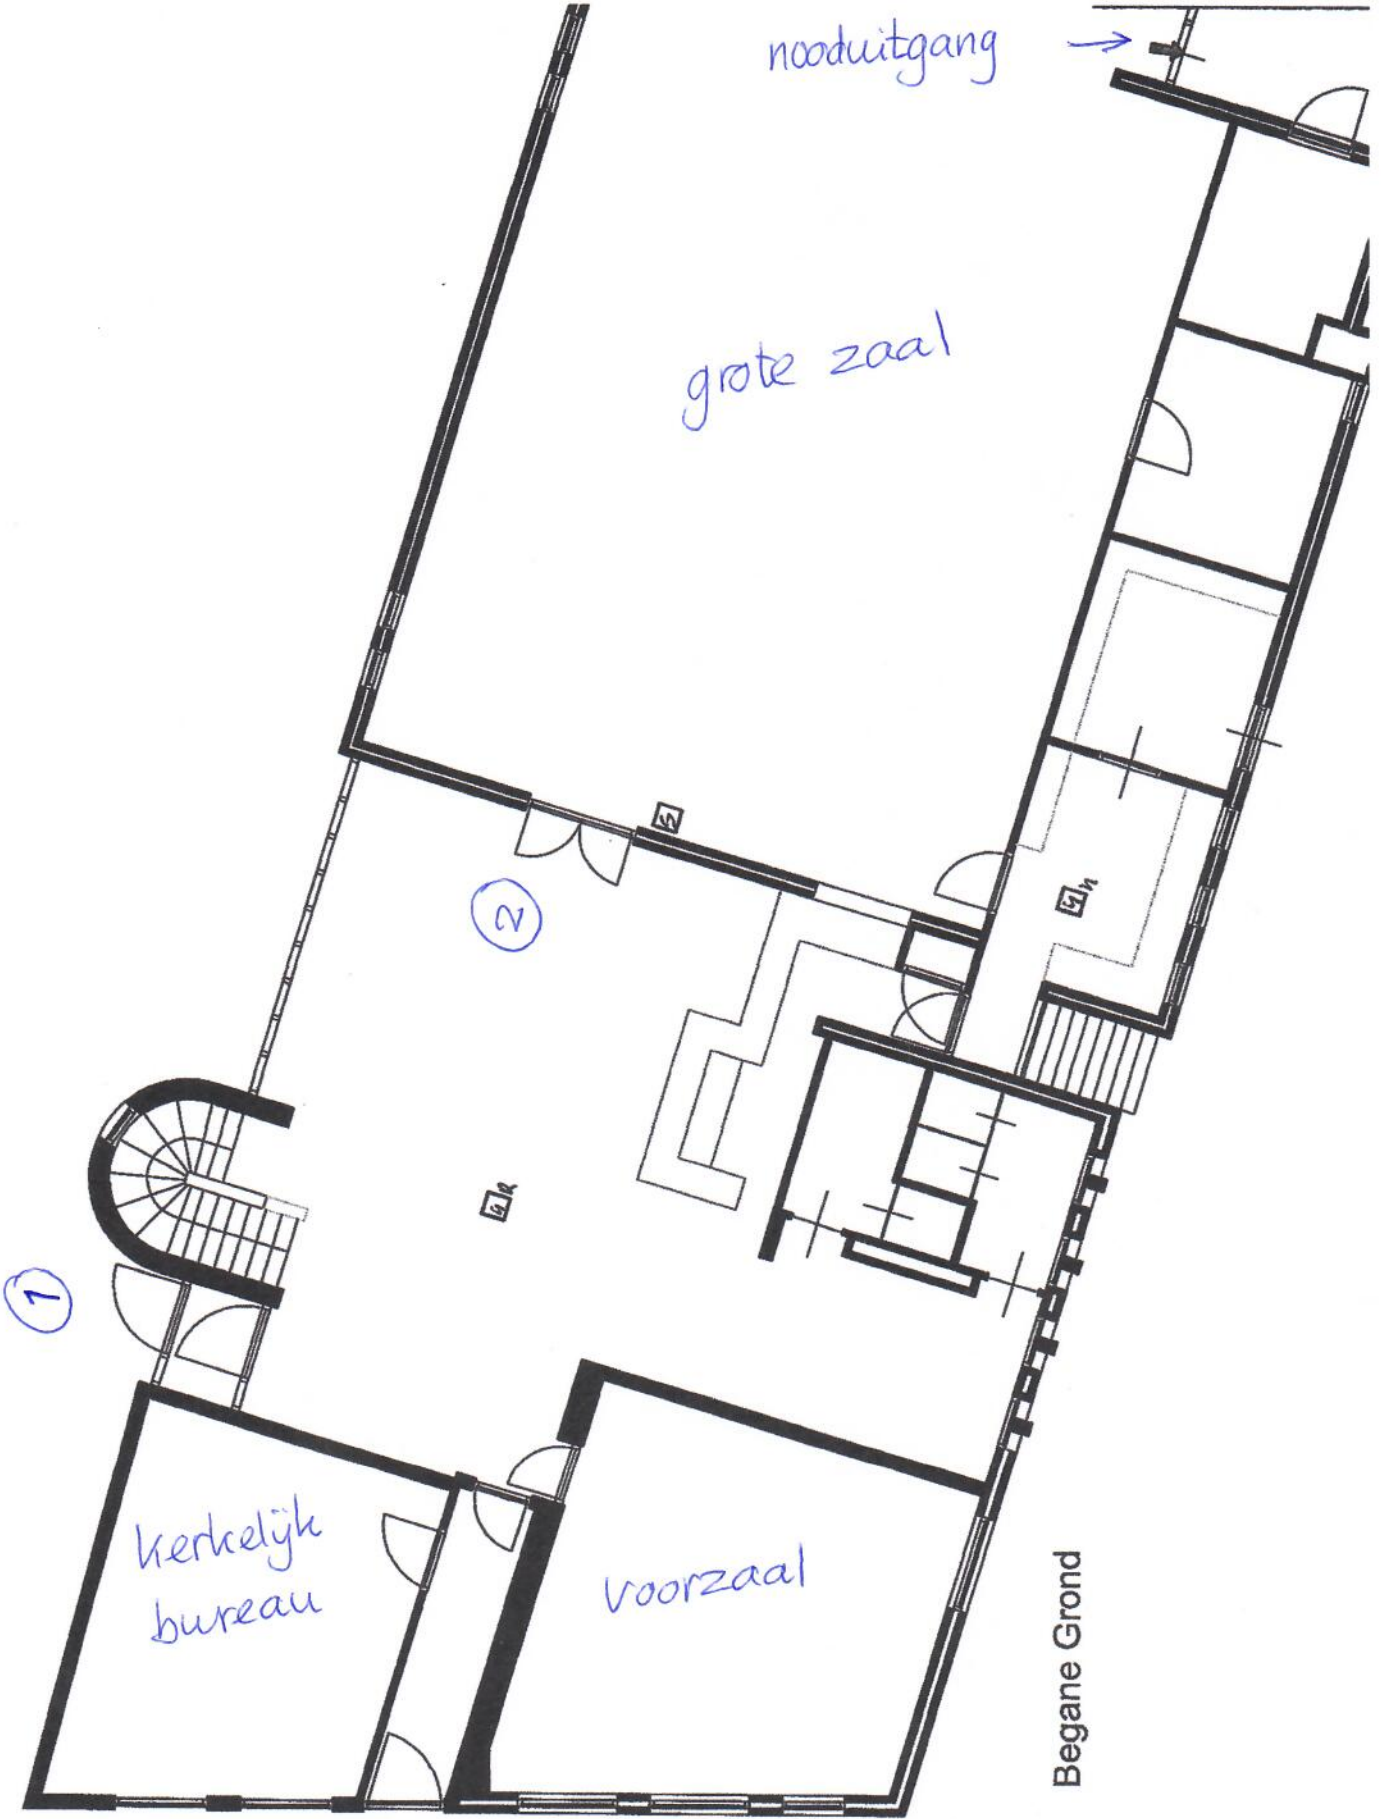 nooduitgang
grote zaal
2
1
kerkelijk
bureau
voorzaal
Begane Grond